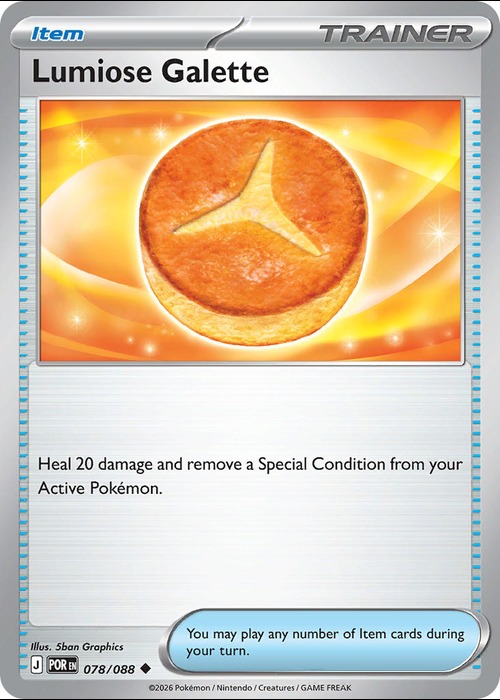 Item
TRAINER
Lumiose Galette
Heal 20 damage and remove a Special Condition from your
Active Pokémon.
Illus. 5ban Graphics
You may play any number of Item cards during
your turn.
J POR EN 078/088
©2026 Pokémon / Nintendo / Creatures / GAME FREAK